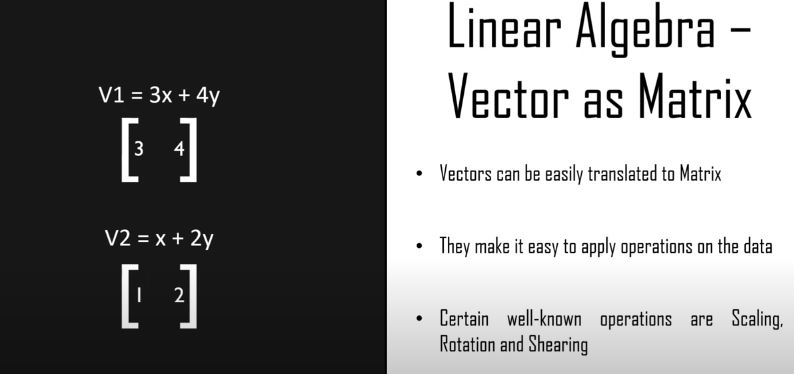 V1 = 3x + 4y
[3 4]
V2 = x + 2y
[1 2]
Linear Algebra –
Vector as Matrix
• Vectors can be easily translated to Matrix
• They make it easy to apply operations on the data
• Certain well-known operations are Scaling,
Rotation and Shearing